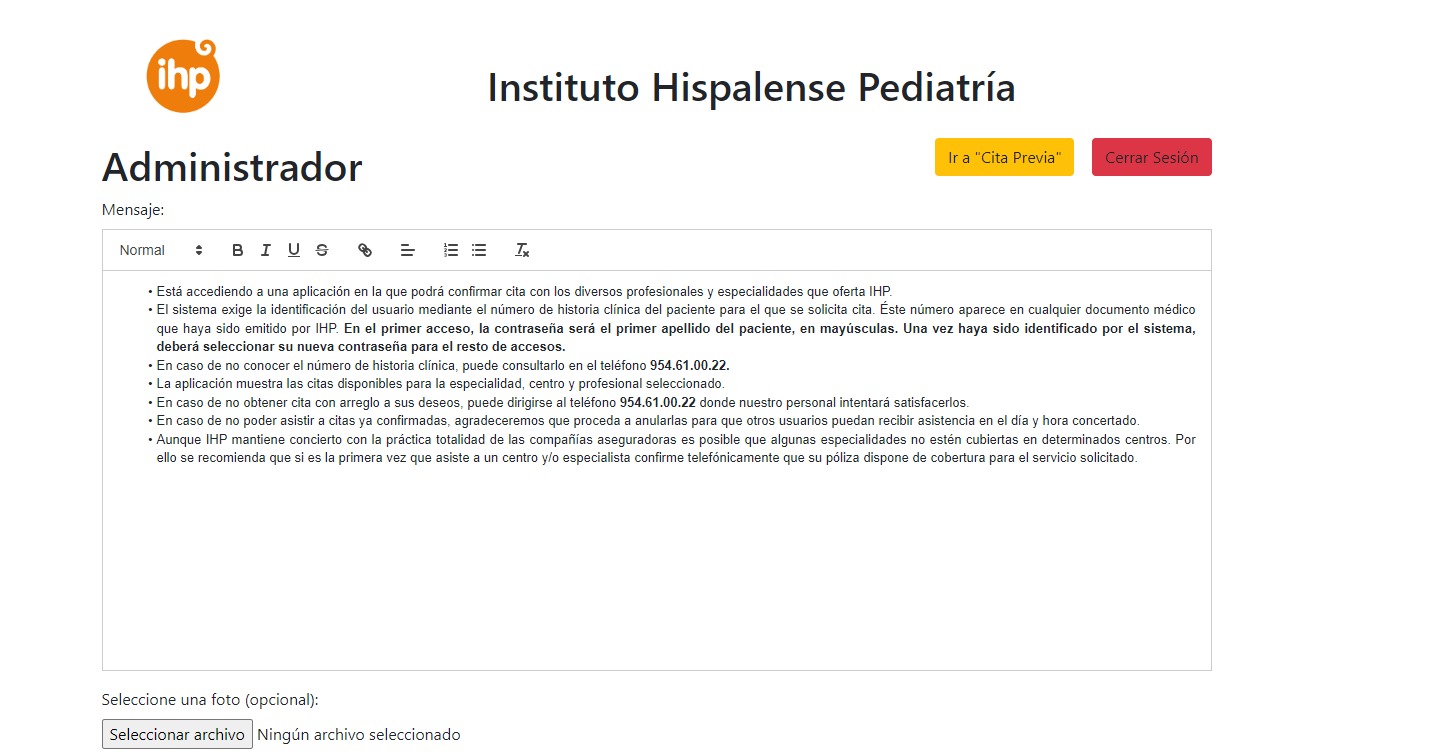 ihp
Instituto Hispalense Pediatría
Administrador
Ir a "Cita Previa"
Cerrar Sesión
Mensaje:
Normal
• Está accediendo a una aplicación en la que podrá confirmar cita con los diversos profesionales y especialidades que oferta IHP.
• El sistema exige la identificación del usuario mediante el número de historia clínica del paciente para el que se solicita cita. Éste número aparece en cualquier documento médico
que haya sido emitido por IHP. En el primer acceso, la contraseña será el primer apellido del paciente, en mayúsculas. Una vez haya sido identificado por el sistema,
deberá seleccionar su nueva contraseña para el resto de accesos.
• En caso de no conocer el número de historia clínica, puede consultarlo en el teléfono 954.61.00.22.
• La aplicación muestra las citas disponibles para la especialidad, centro y profesional seleccionado.
• En caso de no obtener cita con arreglo a sus deseos, puede dirigirse al teléfono 954.61.00.22 donde nuestro personal intentará satisfacerlos.
• En caso de no poder asistir a citas ya confirmadas, agradeceremos que proceda a anularlas para que otros usuarios puedan recibir asistencia en el día y hora concertado.
• Aunque IHP mantiene concierto con la práctica totalidad de las compañías aseguradoras es posible que algunas especialidades no estén cubiertas en determinados centros. Por
ello se recomienda que si es la primera vez que asiste a un centro y/o especialista confirme telefónicamente que su póliza dispone de cobertura para el servicio solicitado.
Seleccione una foto (opcional):
Seleccionar archivo Ningún archivo seleccionado